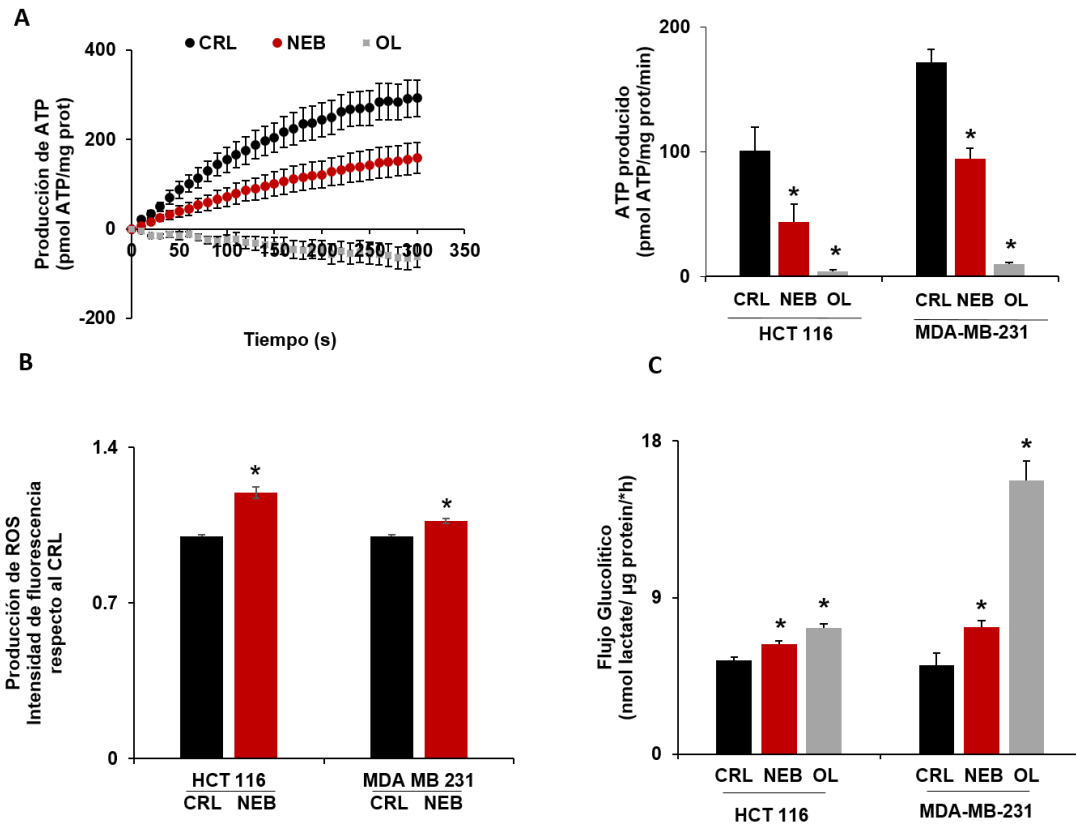 A
CRL NEB OL
Producción de ATP
(pmol ATP/mg prot)
400
200
0
-200
0 50 100 150 200 250 300 350
Tiempo (s)
ATP producido
(pmol ATP/mg prot/min)
200
100
0
*
*
*
*
CRL NEB OL CRL NEB OL
HCT 116 MDA-MB-231
B
Producción de ROS
Intensidad de fluorescencia
respecto al CRL
1.4
0.7
0
*
*
HCT 116 MDA MB 231
CRL NEB CRL NEB
C
Flujo Glucolítico
(nmol lactate/ µg protein/*h)
18
9
0
*
*
*
*
CRL NEB OL CRL NEB OL
HCT 116 MDA-MB-231